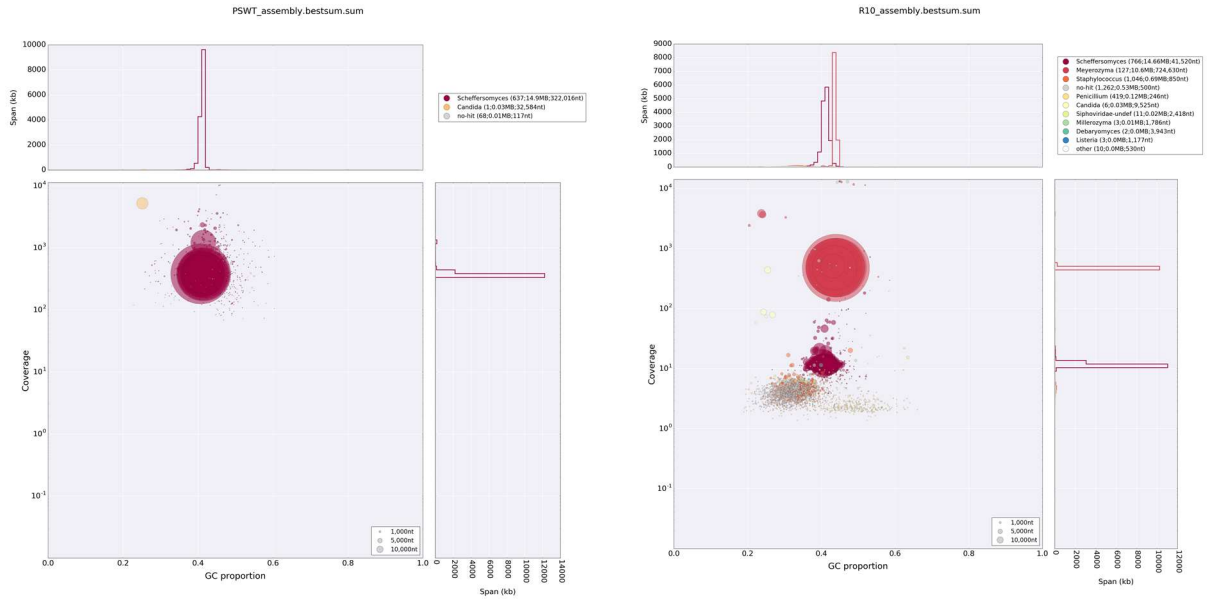 PSWT_assembly.bestsum.sum
Span (kb)
10000
8000
6000
4000
2000
0
Scheffersomyces (637;14.9MB;322,016nt)
Candida (1;0.03MB;32,584nt)
no-hit (68;0.01MB;117nt)
Coverage
10^4
10^3
10^2
10^1
10^0
10^-1
1,000nt
5,000nt
10,000nt
0.0 0.2 0.4 0.6 0.8 1.0
GC proportion
0 2000 4000 6000 8000 10000 12000 14000
Span (kb)
R10_assembly.bestsum.sum
Span (kb)
9000
8000
7000
6000
5000
4000
3000
2000
1000
0
Scheffersomyces (766;14.66MB;41,520nt)
Meyerozyma (127;10.6MB;724,630nt)
Staphylococcus (1,046;0.69MB;850nt)
no-hit (1,262;0.53MB;500nt)
Penicillium (419;0.12MB;246nt)
Candida (6;0.03MB;9,525nt)
Siphoviridae-undef (11;0.02MB;2,418nt)
Millerozyma (3;0.01MB;1,786nt)
Debaryomyces (2;0.0MB;3,943nt)
Listeria (3;0.0MB;1,177nt)
other (10;0.0MB;530nt)
Coverage
10^4
10^3
10^2
10^1
10^0
10^-1
1,000nt
5,000nt
10,000nt
0.0 0.2 0.4 0.6 0.8 1.0
GC proportion
0 2000 4000 6000 8000 10000 12000
Span (kb)